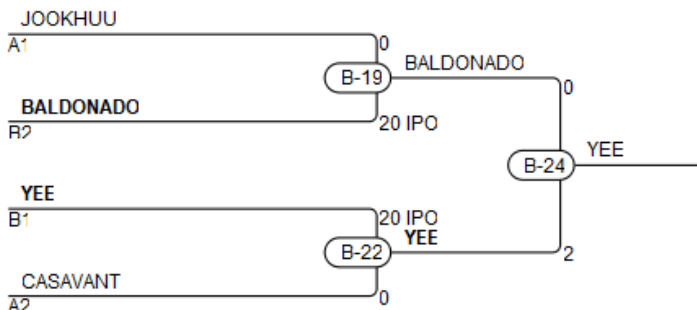 JOOKHUU
A1
0
B-19
BALDONADO
0
BALDONADO
20 IPO
B2
B-24
YEE
YEE
B1
20 IPO
B-22
YEE
2
CASAVANT
0
A2